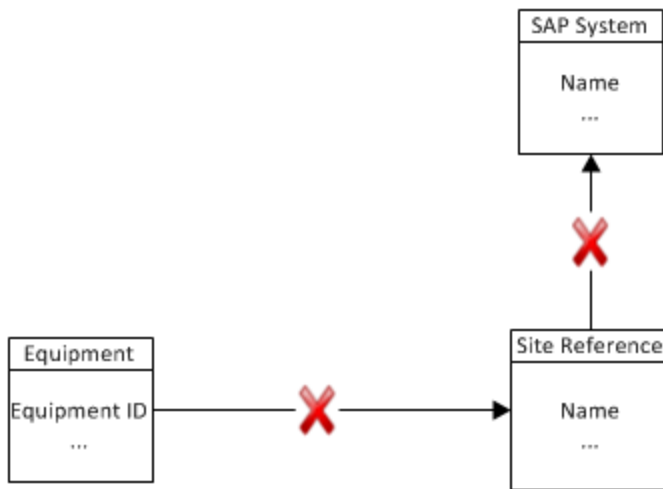 SAP System
Name
...
Equipment
Equipment ID
...
Site Reference
Name
...